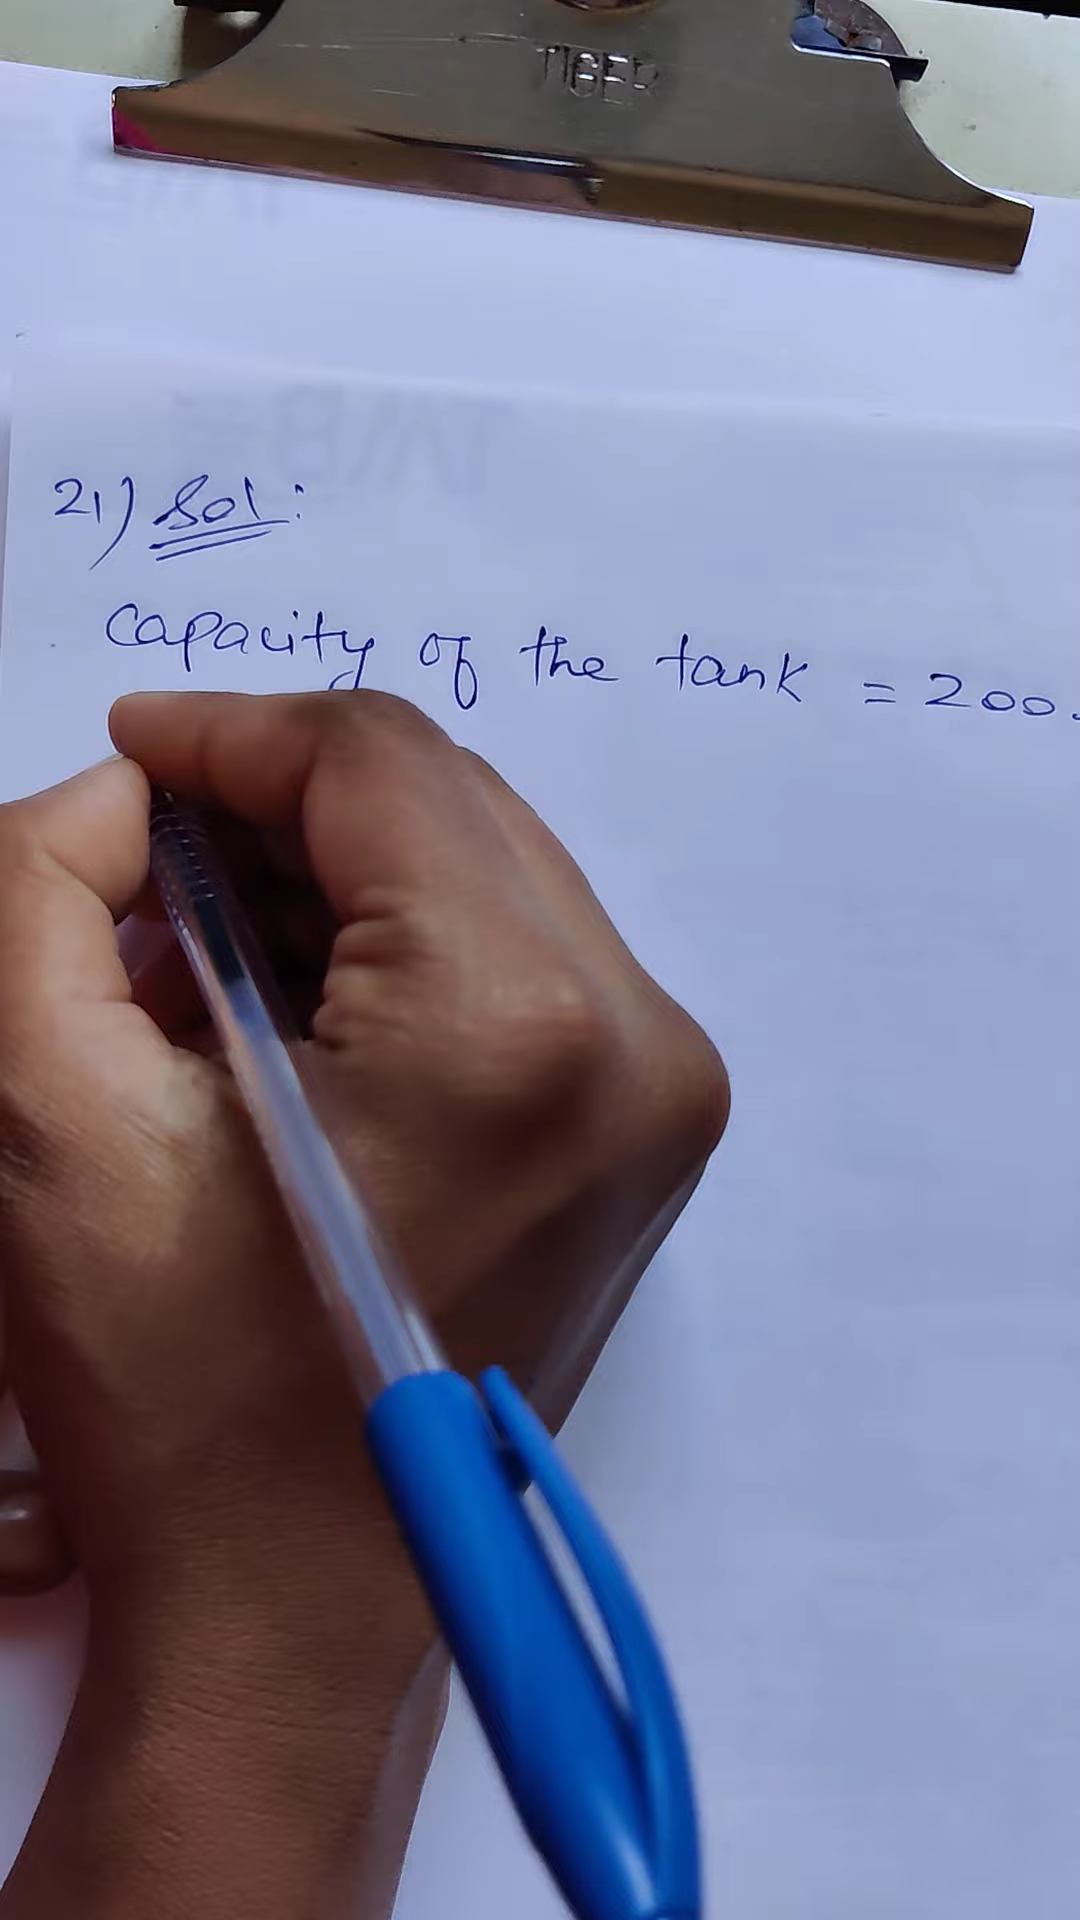 TIGER
21) Sol:
Capacity of the tank = 200.